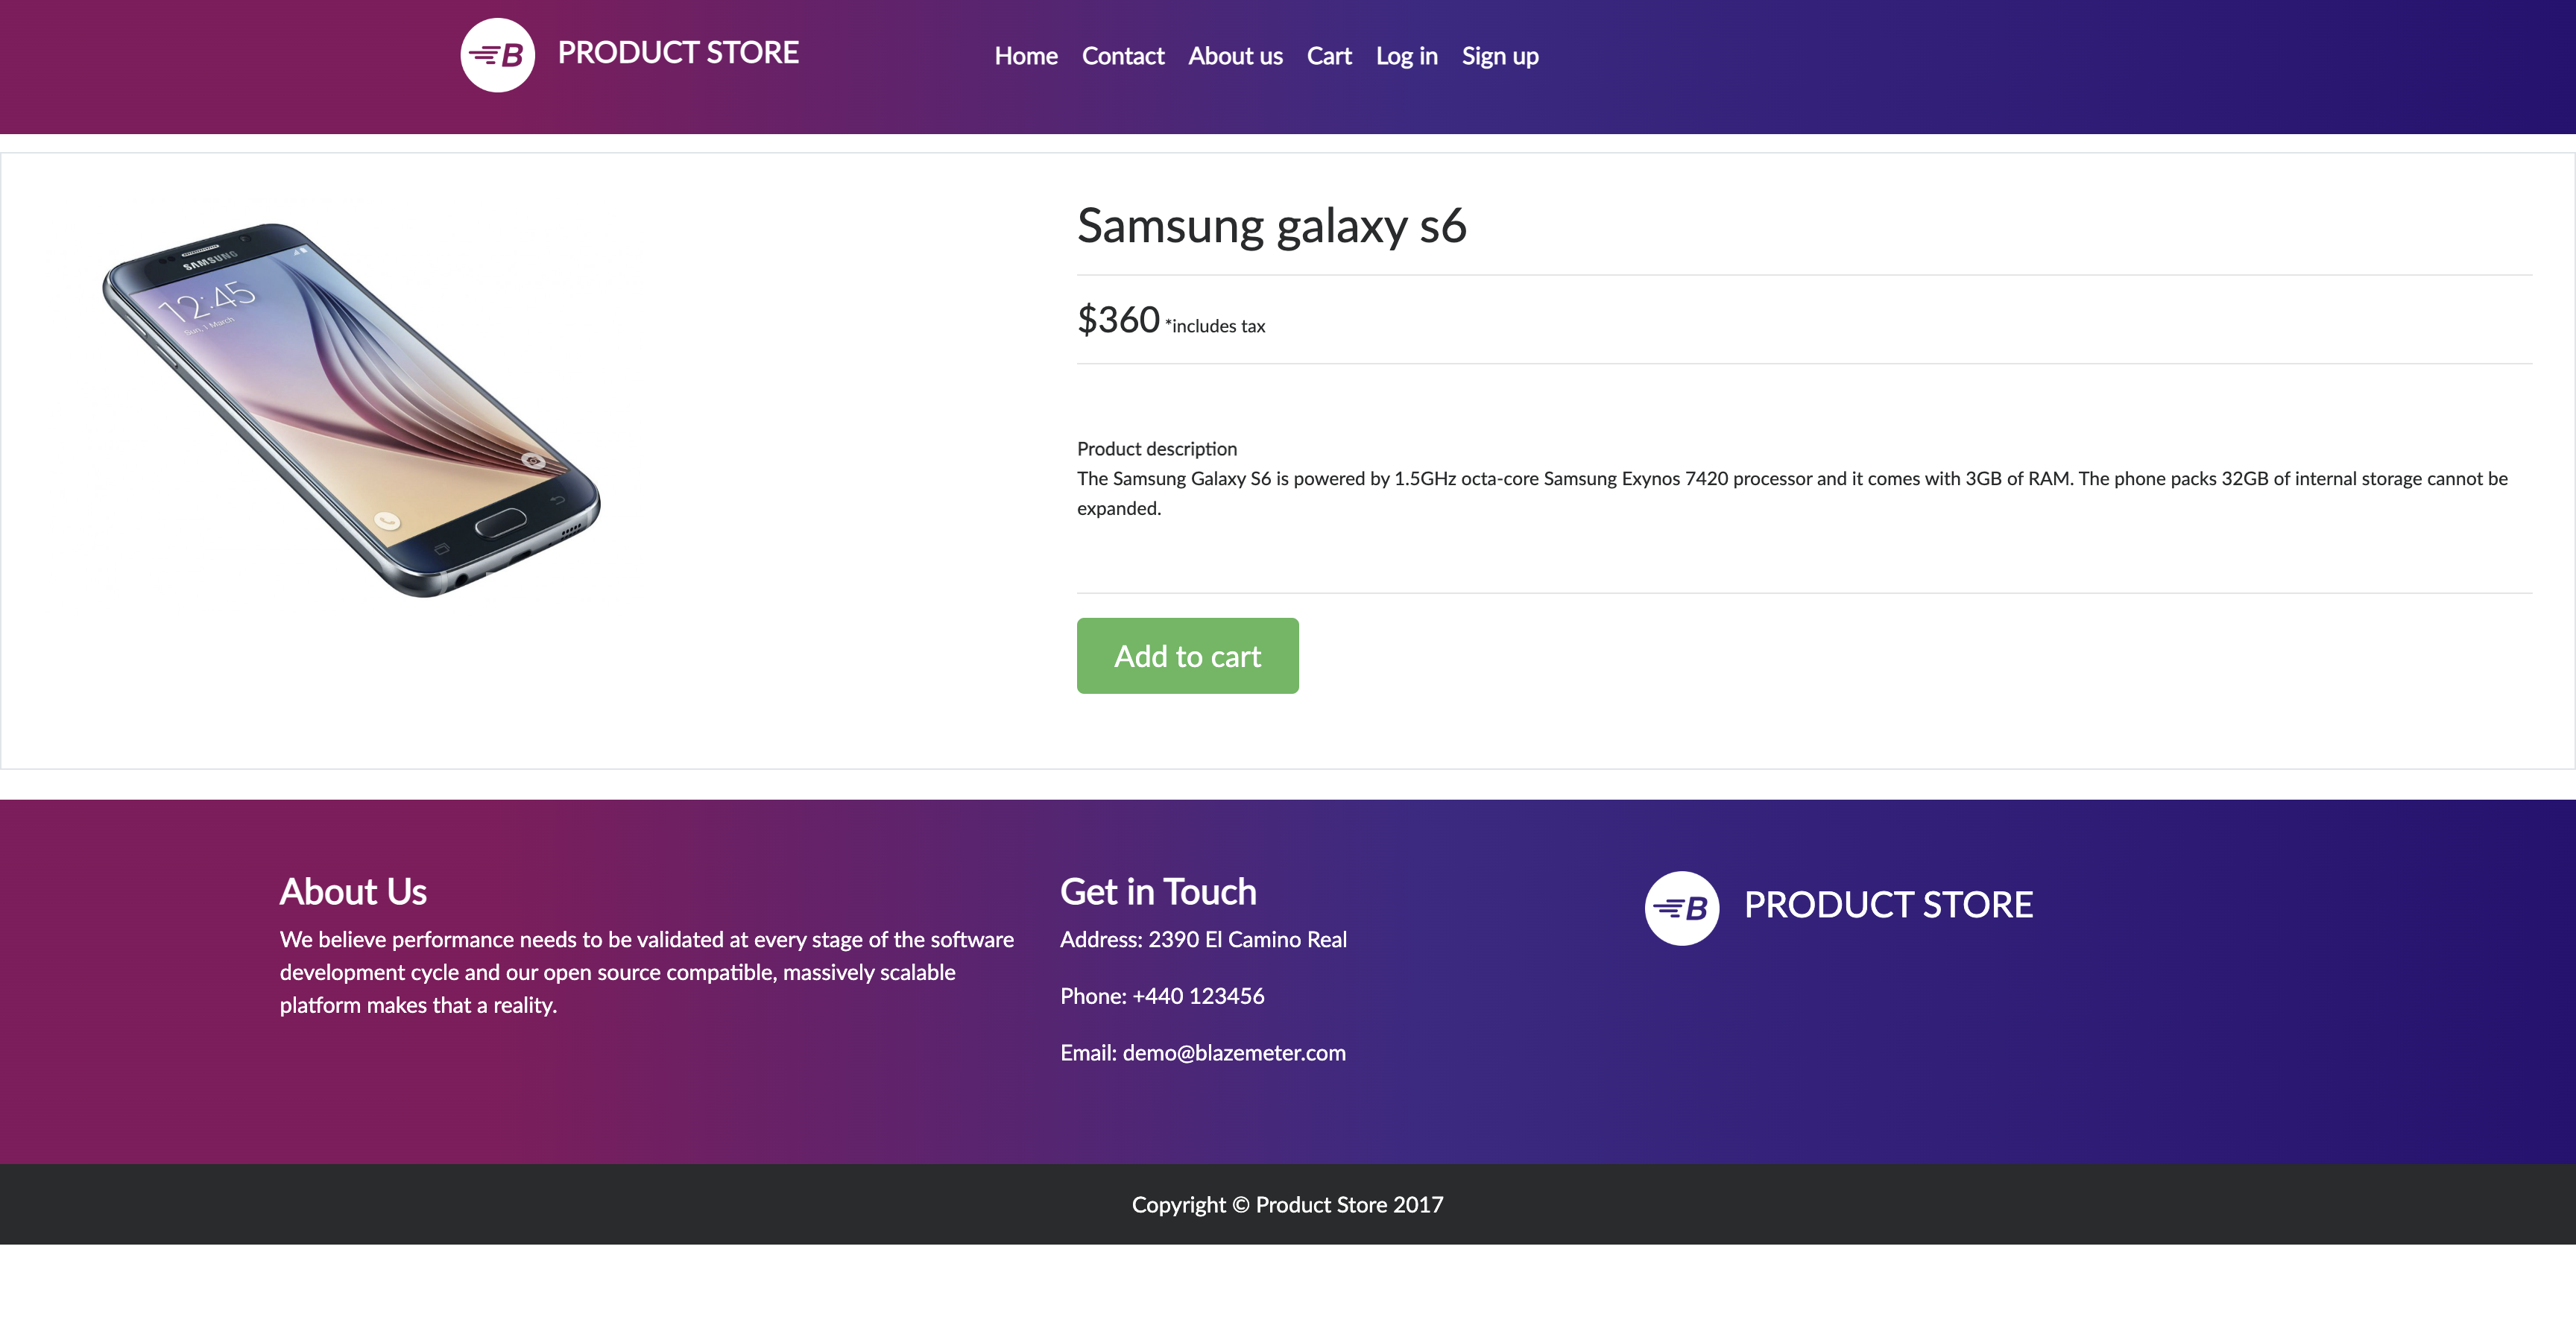 B PRODUCT STORE
Home Contact About us Cart Log in Sign up
SAMSUNG
12:45
Sun, 1 March
Samsung galaxy s6
$360 *includes tax
Product description
The Samsung Galaxy S6 is powered by 1.5GHz octa-core Samsung Exynos 7420 processor and it comes with 3GB of RAM. The phone packs 32GB of internal storage cannot be
expanded.
Add to cart
About Us
We believe performance needs to be validated at every stage of the software
development cycle and our open source compatible, massively scalable
platform makes that a reality.
Get in Touch
Address: 2390 El Camino Real
Phone: +440 123456
Email: demo@blazemeter.com
B PRODUCT STORE
Copyright © Product Store 2017